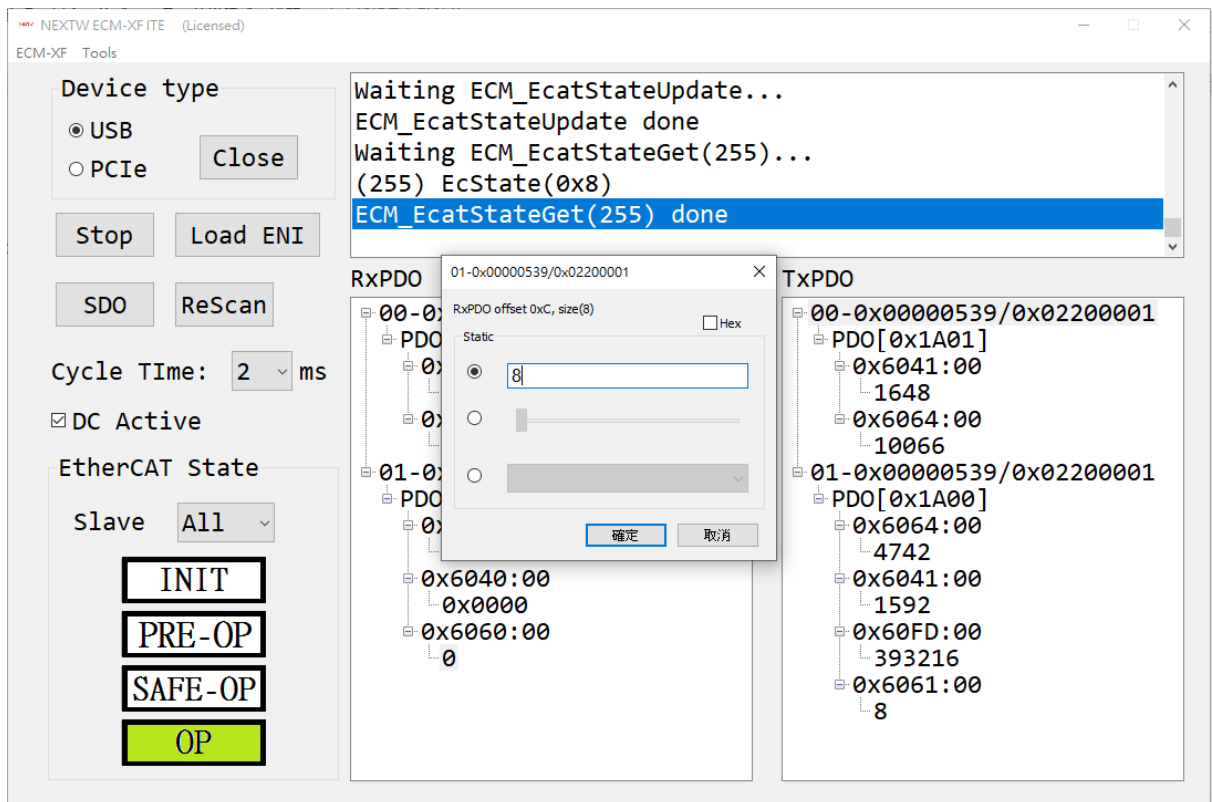 NEXTW ECM-XF ITE (Licensed)
ECM-XF Tools
Device type
USB
PCIe
Close
Stop
Load ENI
SDO
ReScan
Cycle TIme: 2 ms
DC Active
EtherCAT State
Slave All
INIT
PRE-OP
SAFE-OP
OP
Waiting ECM_EcatStateUpdate...
ECM_EcatStateUpdate done
Waiting ECM_EcatStateGet(255)...
(255) EcState(0x8)
ECM_EcatStateGet(255) done
RxPDO
00-0x
PDO
0x
0x
01-0x
PDO
0x
0x6040:00
0x0000
0x6060:00
0
01-0x00000539/0x02200001
RxPDO offset 0xC, size(8)
Hex
Static
8
確定
取消
TxPDO
00-0x00000539/0x02200001
PDO[0x1A01]
0x6041:00
1648
0x6064:00
10066
01-0x00000539/0x02200001
PDO[0x1A00]
0x6064:00
4742
0x6041:00
1592
0x60FD:00
393216
0x6061:00
8